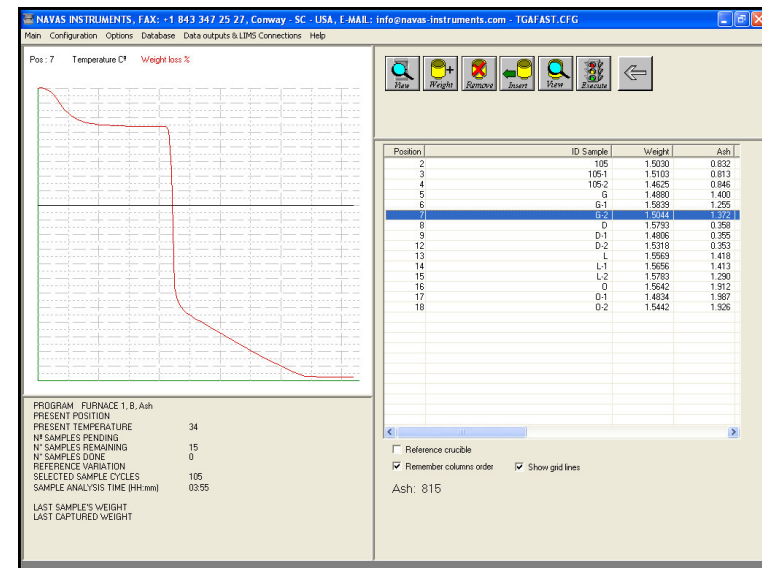 NAVAS INSTRUMENTS, FAX: +1 843 347 25 27, Conway - SC - USA, E-MAIL: info@navas-instruments.com - TGAFAST.CFG
Main Configuration Options Database Data outputs & LIMS Connections Help
Pos : 7 Temperature Cº Weight loss %
View Weight Remove Insert View Execute
Position ID Sample Weight Ash
2 105 1.5030 0.832
3 105-1 1.5103 0.813
4 105-2 1.4625 0.846
5 G 1.4880 1.400
6 G-1 1.5839 1.255
7 G-2 1.5044 1.372
8 D 1.5793 0.358
9 D-1 1.4806 0.355
12 D-2 1.5318 0.353
13 L 1.5569 1.418
14 L-1 1.5656 1.413
15 L-2 1.5783 1.290
16 O 1.5642 1.912
17 O-1 1.4834 1.987
18 O-2 1.5442 1.926
PROGRAM FURNACE 1, B, Ash
PRESENT POSITION
PRESENT TEMPERATURE 34
Nº SAMPLES PENDING
N° SAMPLES REMAINING 15
N° SAMPLES DONE 0
REFERENCE VARIATION
SELECTED SAMPLE CYCLES 105
SAMPLE ANALYSIS TIME (HH:mm) 03:55
LAST SAMPLE'S WEIGHT
LAST CAPTURED WEIGHT
Reference crucible
Remember columns order Show grid lines
Ash: 815